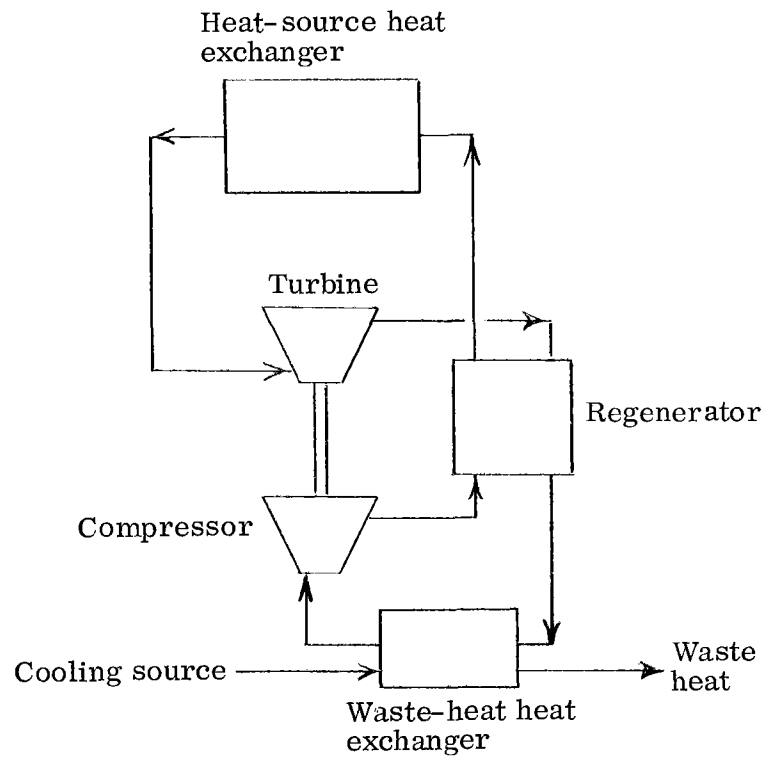 Heat-source heat
exchanger
Turbine
Regenerator
Compressor
Cooling source
Waste
heat
Waste-heat heat
exchanger